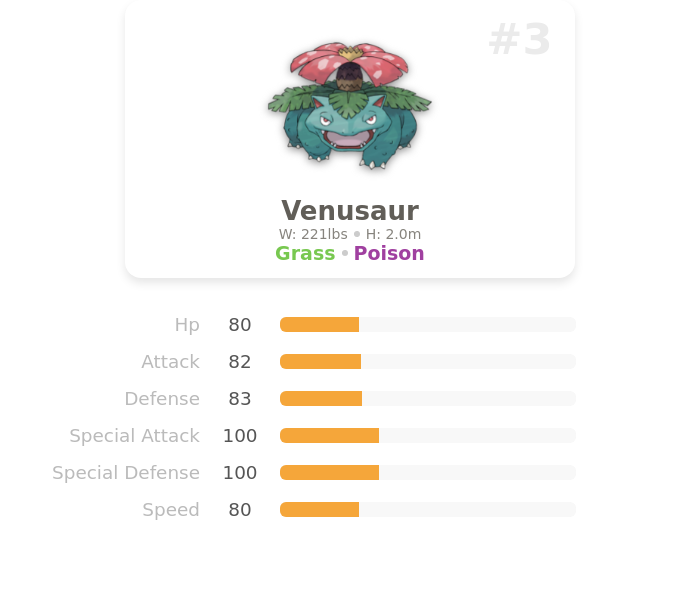 #3
Venusaur
W: 221lbs • H: 2.0m
Grass • Poison
Hp 80
Attack 82
Defense 83
Special Attack 100
Special Defense 100
Speed 80